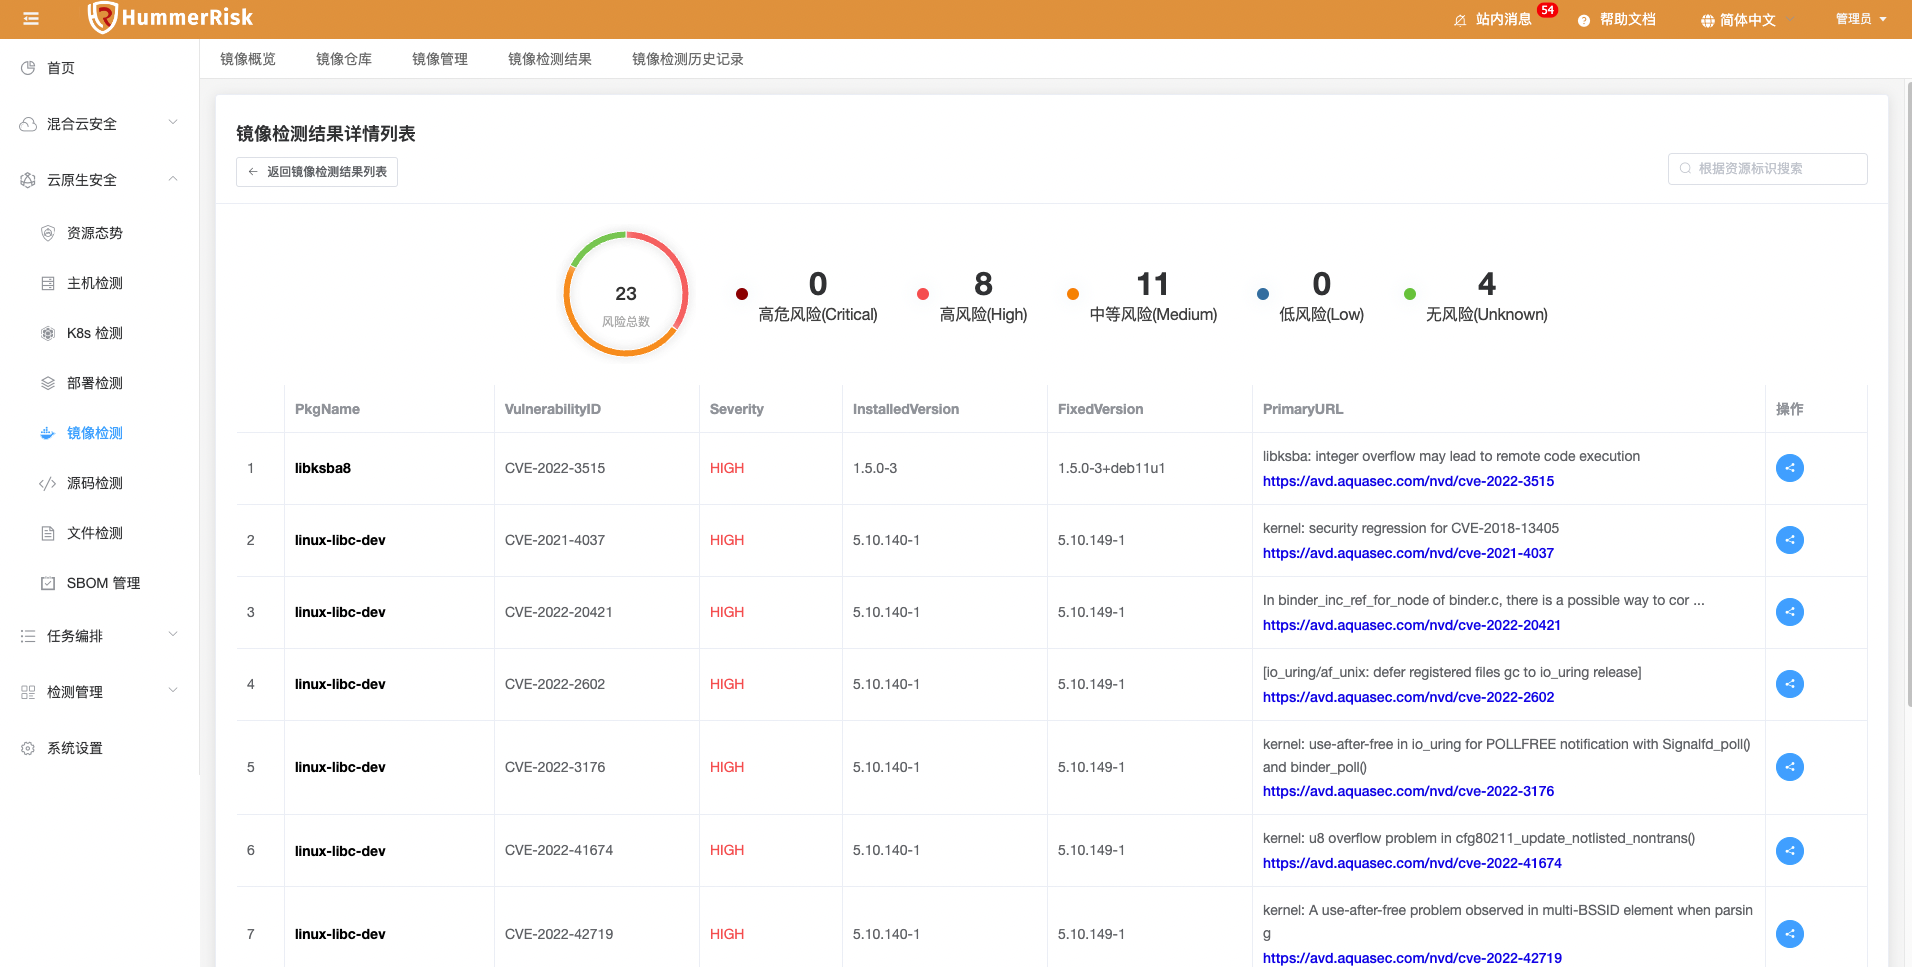 HummerRisk
站内消息 54
帮助文档
简体中文
管理员
首页
混合云安全
云原生安全
资源态势
主机检测
K8s 检测
部署检测
镜像检测
源码检测
文件检测
SBOM 管理
任务编排
检测管理
系统设置
镜像概览 镜像仓库 镜像管理 镜像检测结果 镜像检测历史记录
镜像检测结果详情列表
返回镜像检测结果列表
根据资源标识搜索
23
风险总数
0
高危风险(Critical)
8
高风险(High)
11
中等风险(Medium)
0
低风险(Low)
4
无风险(Unknown)
PkgName VulnerabilityID Severity InstalledVersion FixedVersion PrimaryURL 操作
1 libksba8 CVE-2022-3515 HIGH 1.5.0-3 1.5.0-3+deb11u1 libksba: integer overflow may lead to remote code execution
https://avd.aquasec.com/nvd/cve-2022-3515
2 linux-libc-dev CVE-2021-4037 HIGH 5.10.140-1 5.10.149-1 kernel: security regression for CVE-2018-13405
https://avd.aquasec.com/nvd/cve-2021-4037
3 linux-libc-dev CVE-2022-20421 HIGH 5.10.140-1 5.10.149-1 In binder_inc_ref_for_node of binder.c, there is a possible way to cor ...
https://avd.aquasec.com/nvd/cve-2022-20421
4 linux-libc-dev CVE-2022-2602 HIGH 5.10.140-1 5.10.149-1 [io_uring/af_unix: defer registered files gc to io_uring release]
https://avd.aquasec.com/nvd/cve-2022-2602
5 linux-libc-dev CVE-2022-3176 HIGH 5.10.140-1 5.10.149-1 kernel: use-after-free in io_uring for POLLFREE notification with Signalfd_poll()
and binder_poll()
https://avd.aquasec.com/nvd/cve-2022-3176
6 linux-libc-dev CVE-2022-41674 HIGH 5.10.140-1 5.10.149-1 kernel: u8 overflow problem in cfg80211_update_notlisted_nontrans()
https://avd.aquasec.com/nvd/cve-2022-41674
7 linux-libc-dev CVE-2022-42719 HIGH 5.10.140-1 5.10.149-1 kernel: A use-after-free problem observed in multi-BSSID element when parsin
g
https://avd.aquasec.com/nvd/cve-2022-42719